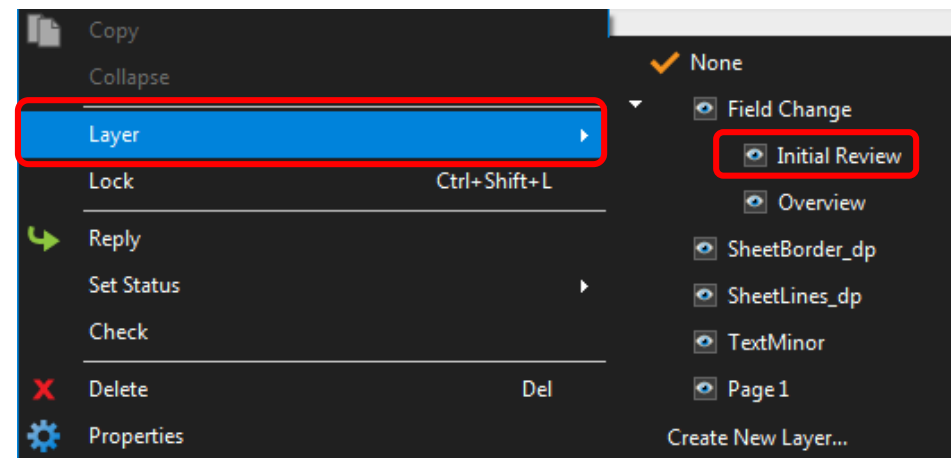 Copy
Collapse
Layer
Lock Ctrl+Shift+L
Reply
Set Status
Check
Delete Del
Properties
None
Field Change
Initial Review
Overview
SheetBorder_dp
SheetLines_dp
TextMinor
Page 1
Create New Layer...